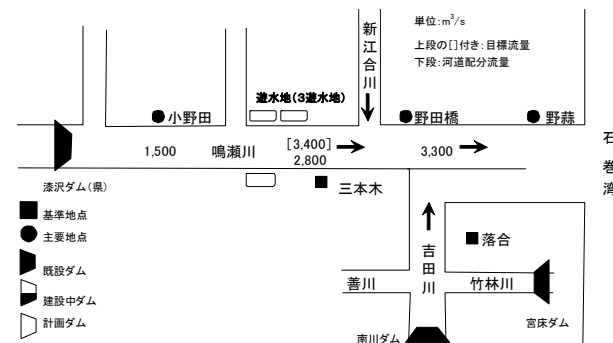 単位：m³/s
上段の[]付き：目標流量
下段：河道配分流量
新江合川
遊水地（3遊水地）
小野田
野田橋
野蒜
石巻湾
1,500
鳴瀬川
[3,400]
2,800
3,300
漆沢ダム（県）
三本木
基準地点
主要地点
既設ダム
建設中ダム
計画ダム
吉田川
落合
善川
竹林川
南川ダム
宮床ダム